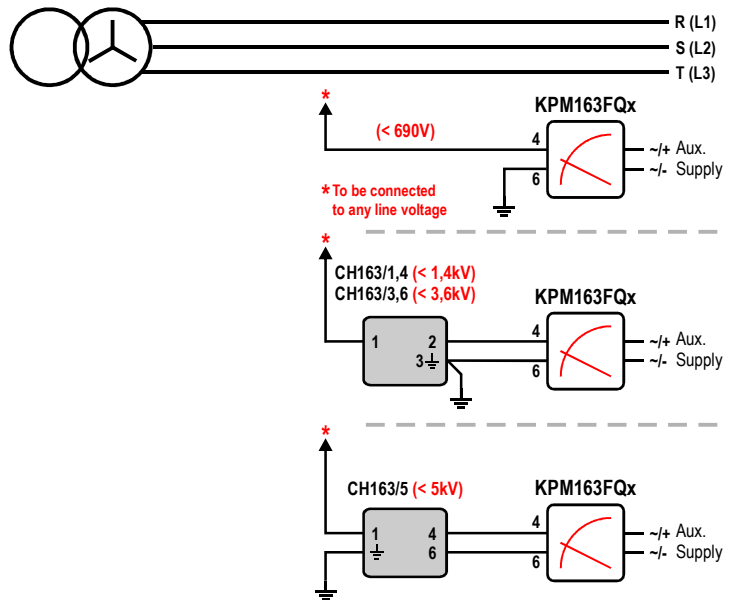 R (L1)
S (L2)
T (L3)
*
KPM163FQx
(< 690V)
4
6
~/+ Aux.
~/- Supply
* To be connected
to any line voltage
*
CH163/1,4 (< 1,4kV)
CH163/3,6 (< 3,6kV)
KPM163FQx
1
2
3
4
6
~/+ Aux.
~/- Supply
*
CH163/5 (< 5kV)
KPM163FQx
1
4
6
4
6
~/+ Aux.
~/- Supply